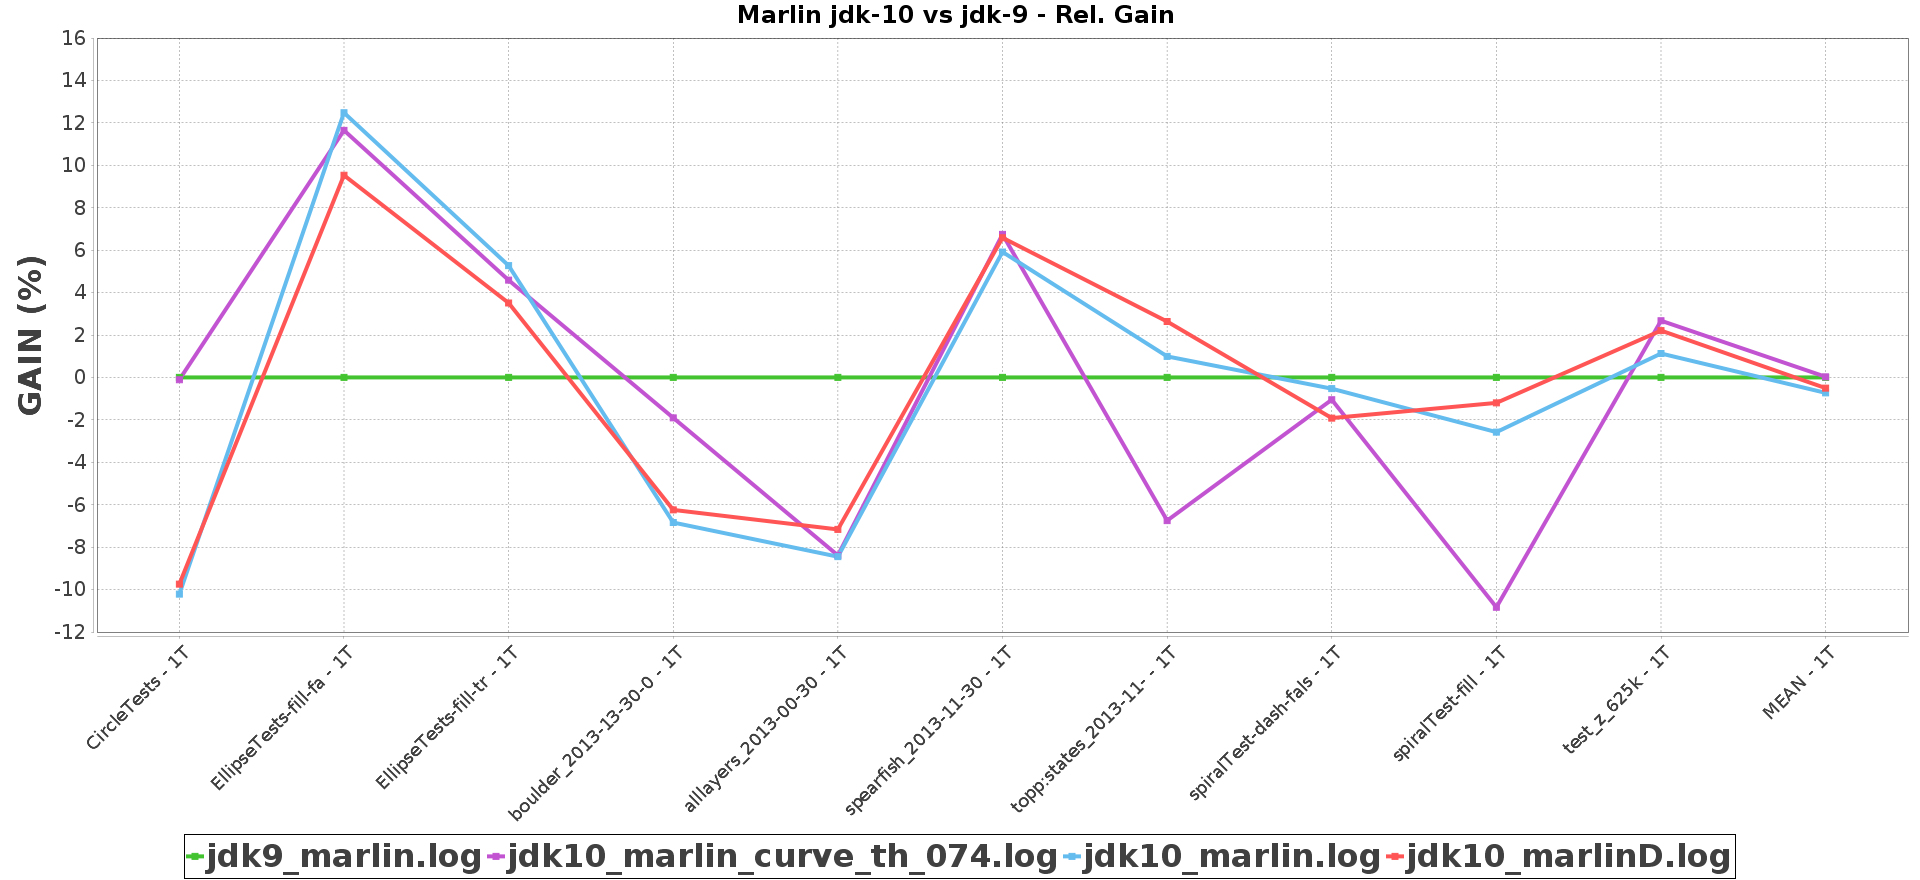 Marlin jdk-10 vs jdk-9 - Rel. Gain
GAIN (%)
16
14
12
10
8
6
4
2
0
-2
-4
-6
-8
-10
-12
CircleTests - 1T
EllipseTests-fill-fa - 1T
EllipseTests-fill-tr - 1T
boulder_2013-13-30-0 - 1T
alllayers_2013-00-30 - 1T
spearfish_2013-11-30 - 1T
topp:states_2013-11- - 1T
spiralTest-dash-fals - 1T
spiralTest-fill - 1T
test_z_625k - 1T
MEAN - 1T
jdk9_marlin.log jdk10_marlin_curve_th_074.log jdk10_marlin.log jdk10_marlinD.log